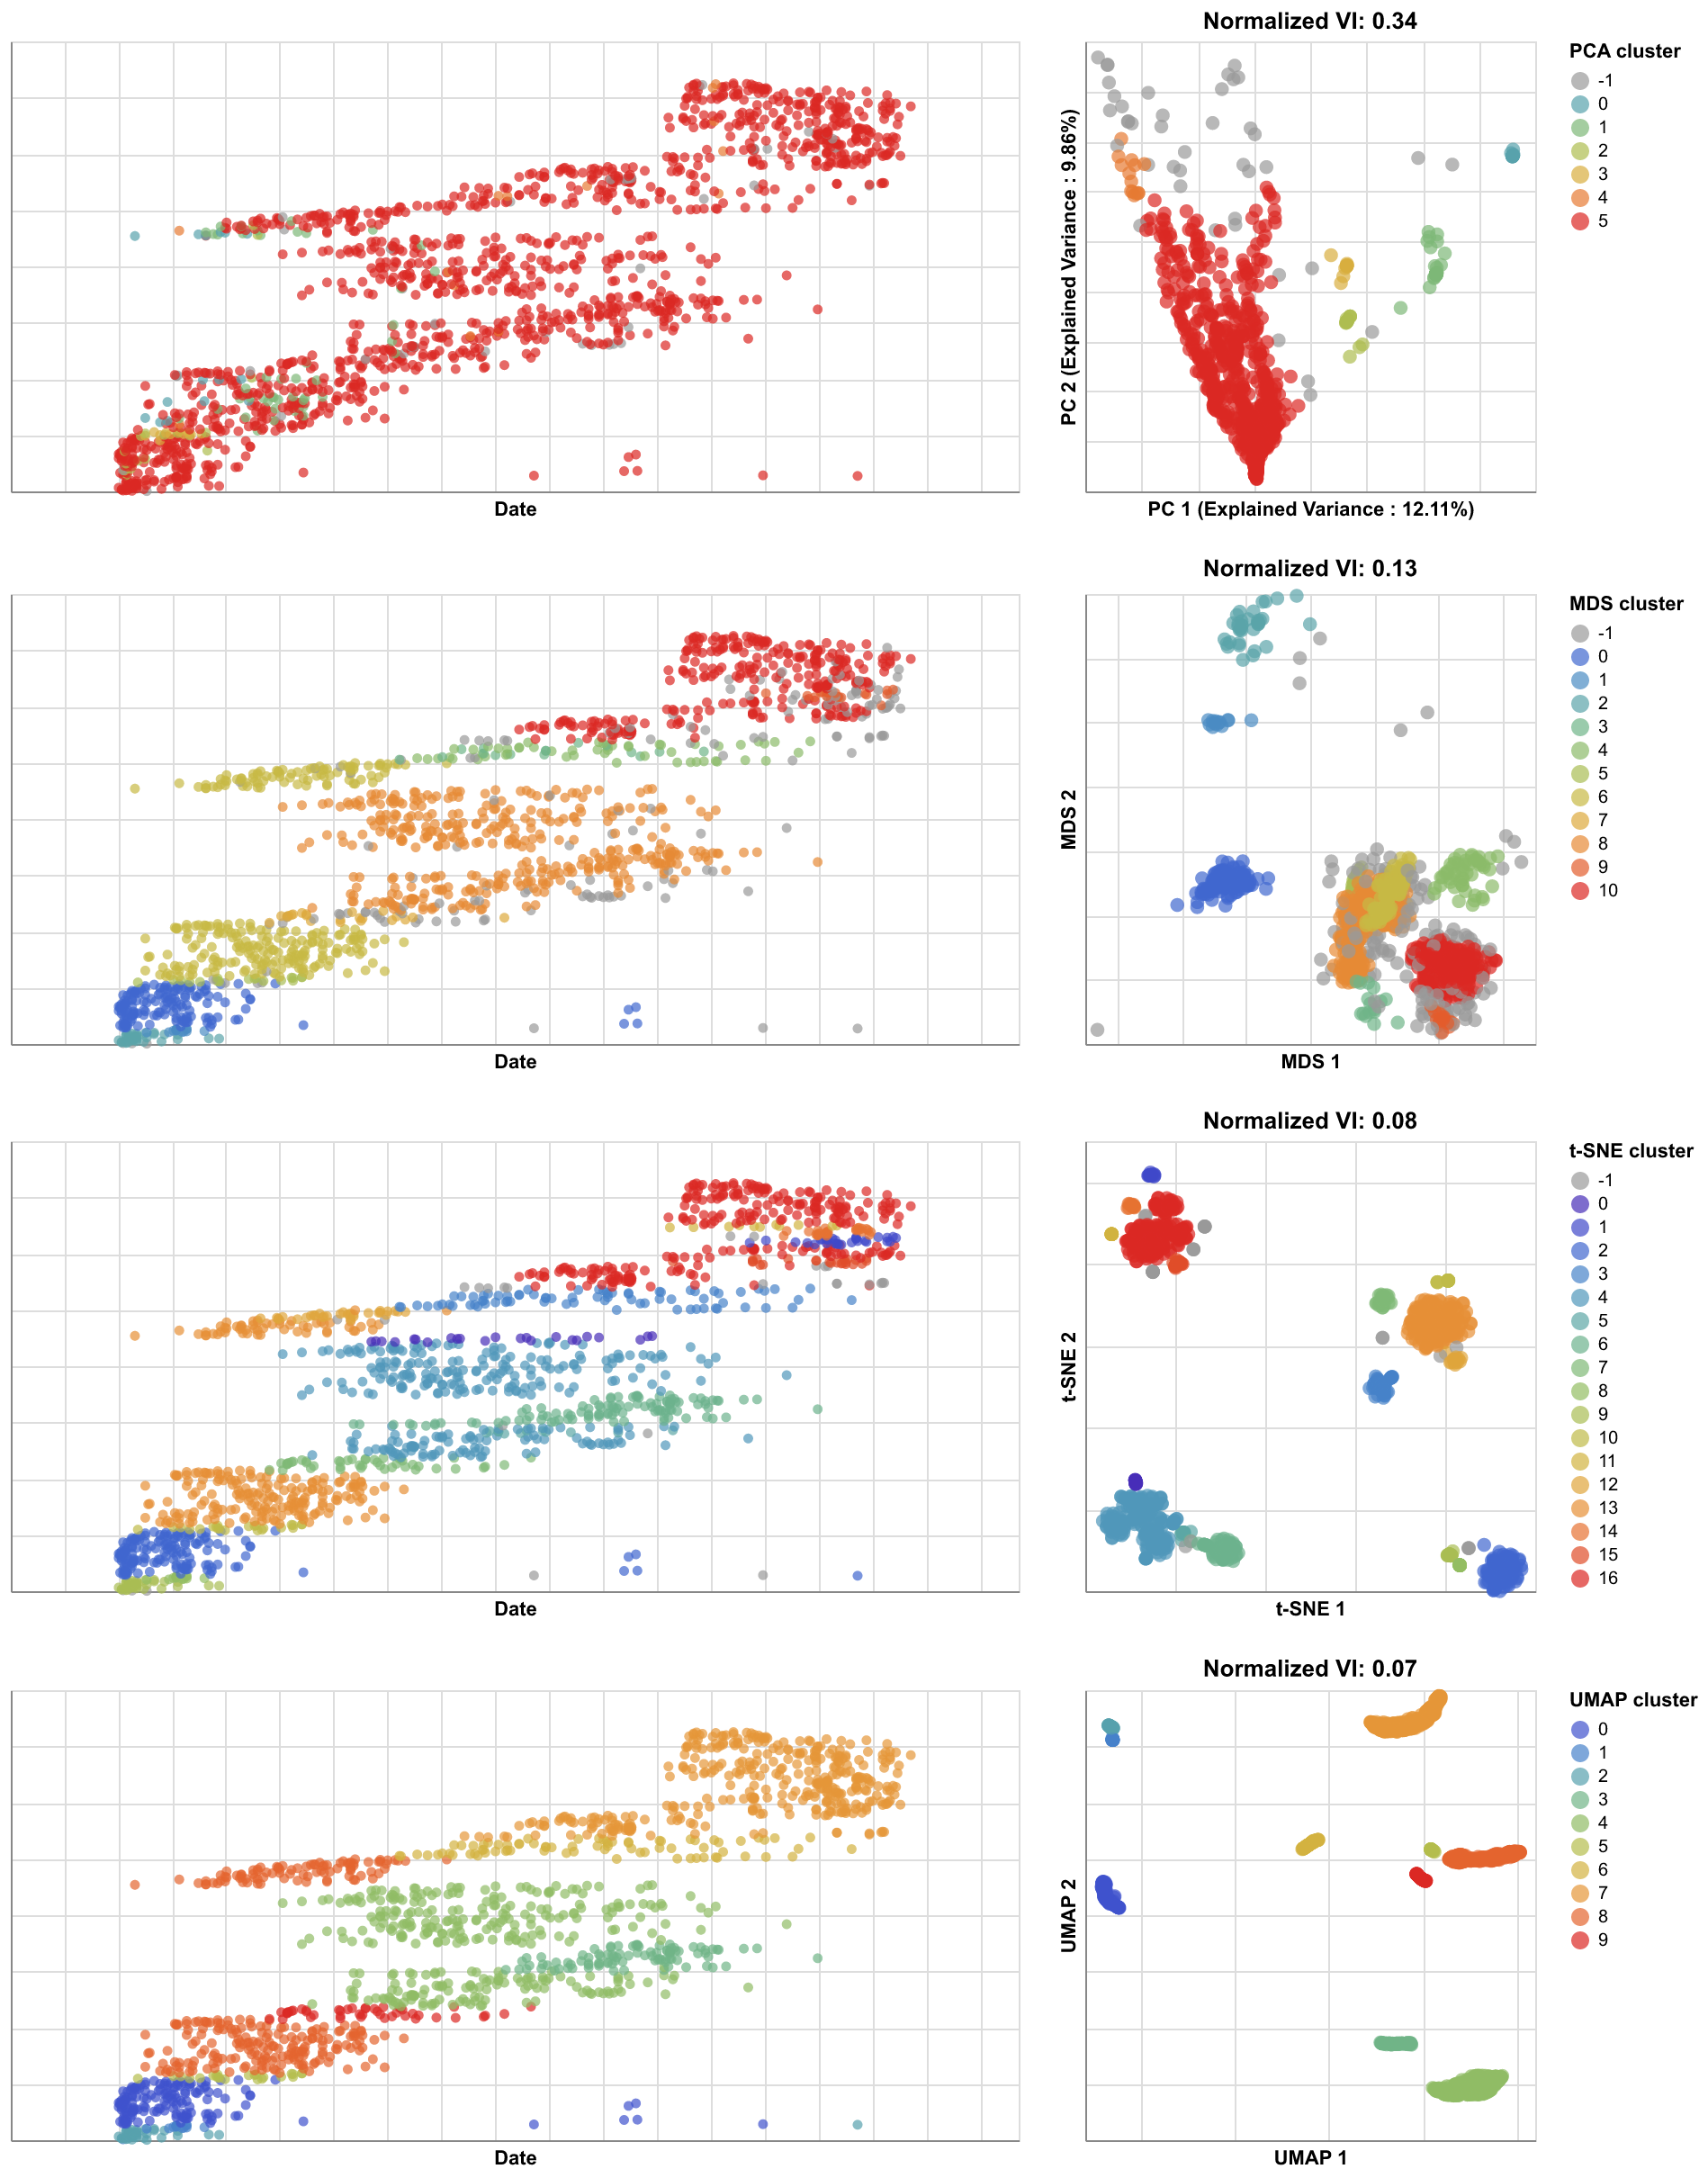 Normalized VI: 0.34
PCA cluster
-1
0
1
2
3
4
5
PC 2 (Explained Variance : 9.86%)
Date
PC 1 (Explained Variance : 12.11%)
Normalized VI: 0.13
MDS cluster
-1
0
1
2
3
4
5
6
7
8
9
10
MDS 2
Date
MDS 1
Normalized VI: 0.08
t-SNE cluster
-1
0
1
2
3
4
5
6
7
8
9
10
11
12
13
14
15
16
t-SNE 2
Date
t-SNE 1
Normalized VI: 0.07
UMAP cluster
0
1
2
3
4
5
6
7
8
9
UMAP 2
Date
UMAP 1